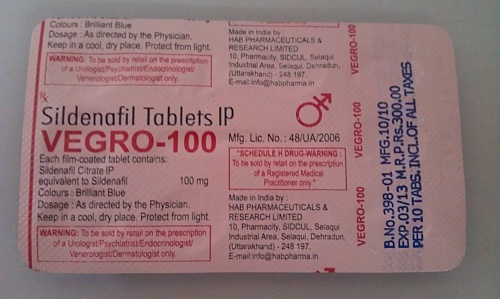 Colours : Brilliant Blue
Dosage : As directed by the Physician.
Keep in a cool, dry place. Protect from light.
WARNING: To be sold by retail on the prescription
of a Urologist/Psychiatrist/Endocrinologist/
Venerologist/Dermatologist only.
Made in India by :
HAB PHARMACEUTICALS &
RESEARCH LIMITED
10, Pharmacity, SIDCUL, Selaqui
Industrial Area, Selaqui, Dehradun,
(Uttarakhand) - 248 197.
E-mail:info@habpharma.in
Rx
Sildenafil Tablets IP
VEGRO-100
Each film-coated tablet contains:
Sildenafil Citrate IP
equivalent to Sildenafil 100 mg
Colours : Brilliant Blue
Dosage : As directed by the Physician.
Keep in a cool, dry place. Protect from light.
WARNING: To be sold by retail on the prescription
of a Urologist/Psychiatrist/Endocrinologist/
Venerologist/Dermatologist only.
Mfg. Lic. No. : 48/UA/2006
"SCHEDULE H DRUG-WARNING :
To be sold by retail on the prescription
of a Registered Medical
Practitioner only."
Made in India by :
HAB PHARMACEUTICALS &
RESEARCH LIMITED
10, Pharmacity, SIDCUL, Selaqui
Industrial Area, Selaqui, Dehradun,
(Uttarakhand) - 248 197.
E-mail:info@habpharma.in
VEGRO-100
VEGRO-100
VEGRO-100
VEGRO-100
B.No.398-01 MFG.10/10
EXP.03/13 M.R.P.Rs.300.00
PER 10 TABS. INCL.OF ALL TAXES